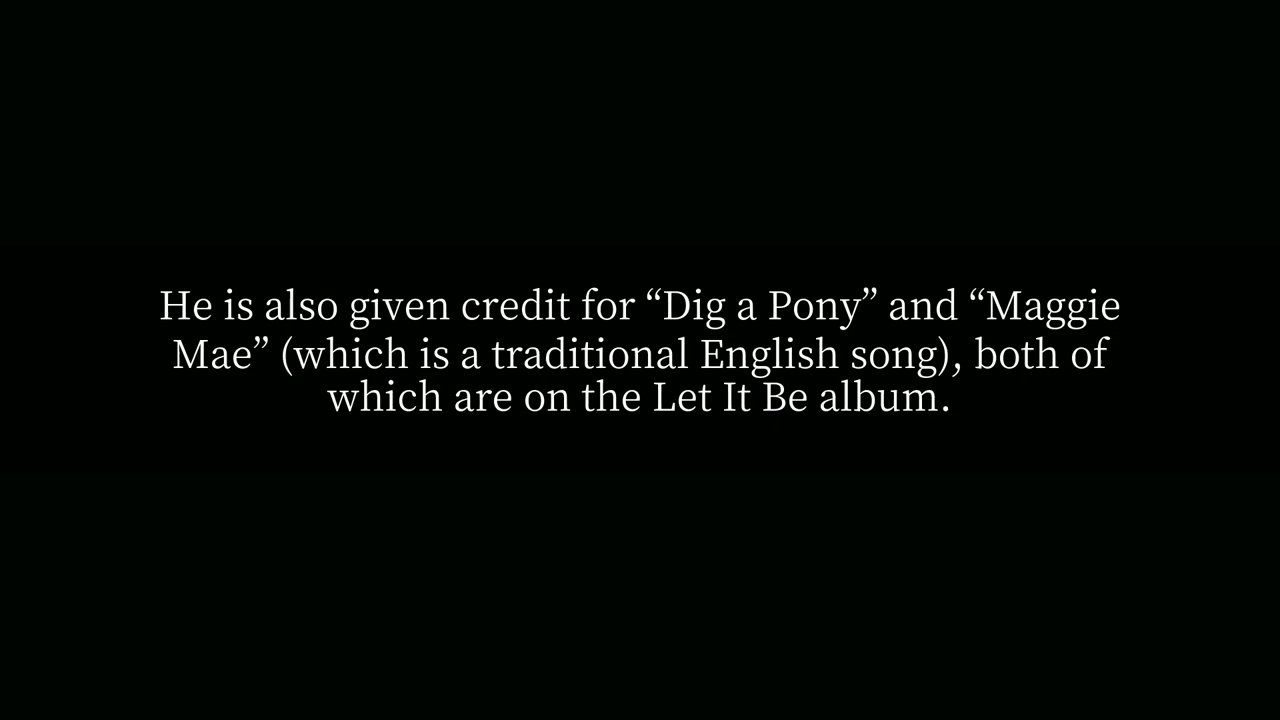 He is also given credit for “Dig a Pony” and “Maggie
Mae” (which is a traditional English song), both of
which are on the Let It Be album.